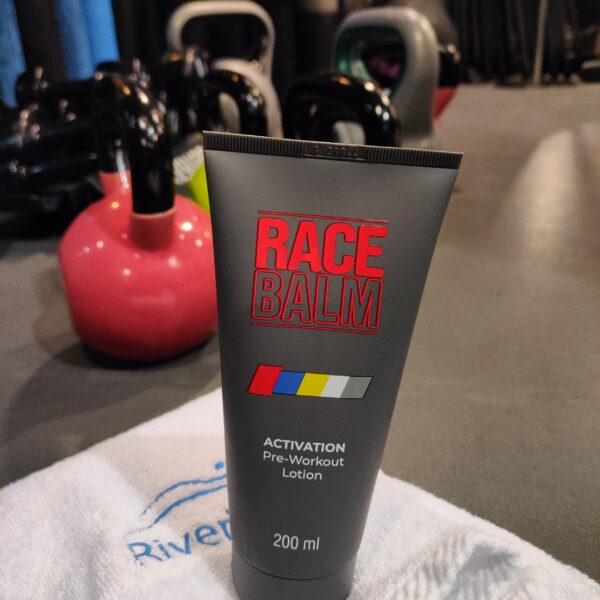 RACE
BALM
ACTIVATION
Pre-Workout
Lotion
200 ml